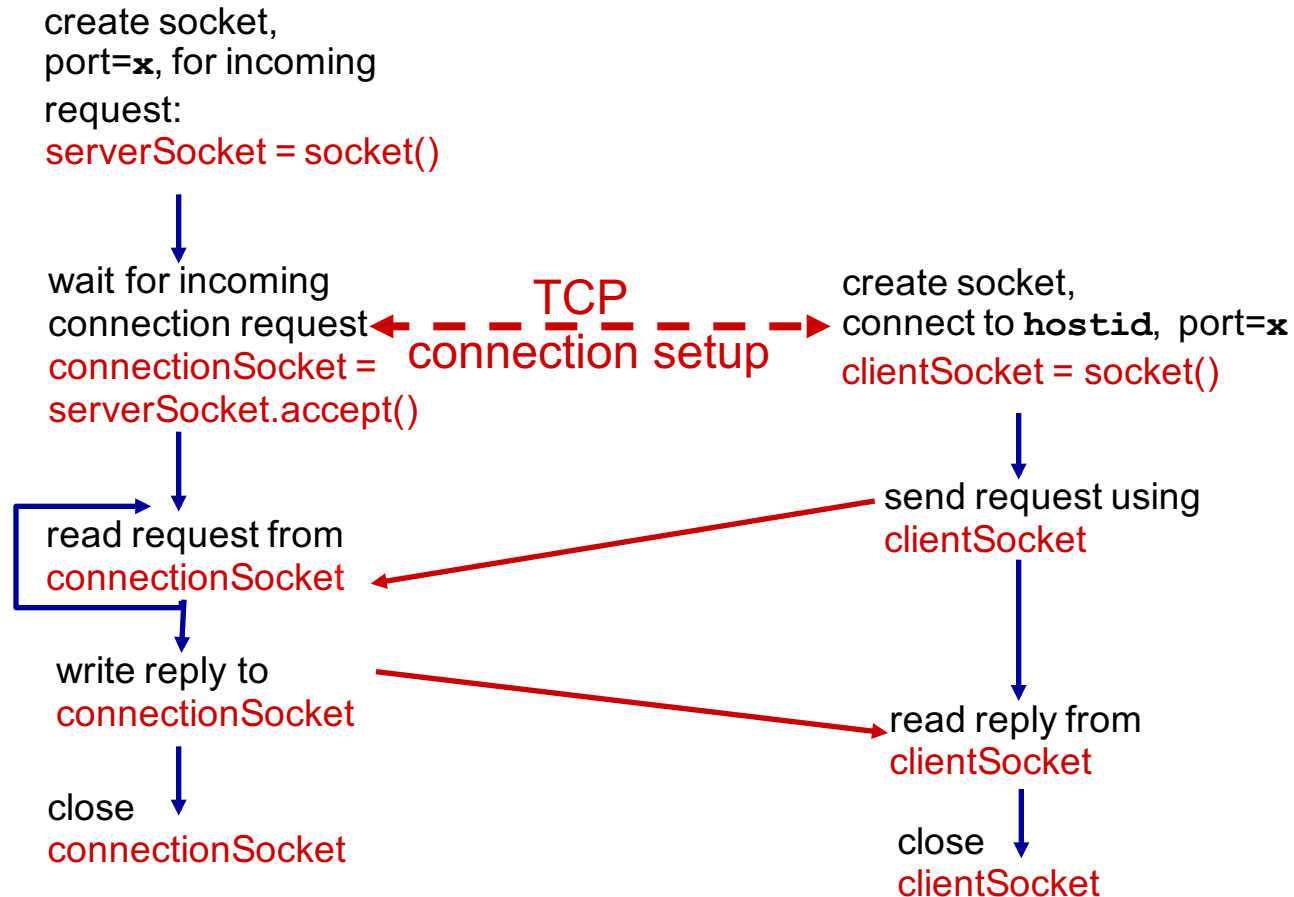 create socket,
port=x, for incoming
request:
serverSocket = socket()
wait for incoming
connection request
connectionSocket =
serverSocket.accept()
TCP
connection setup
create socket,
connect to hostid, port=x
clientSocket = socket()
read request from
connectionSocket
send request using
clientSocket
write reply to
connectionSocket
read reply from
clientSocket
close
connectionSocket
close
clientSocket